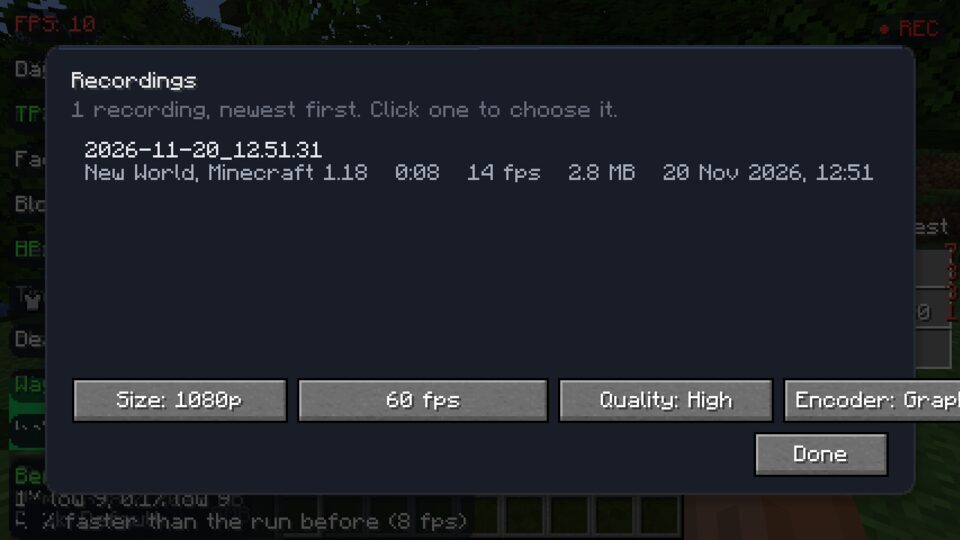 FPS: 10
● REC
Recordings
1 recording, newest first. Click one to choose it.
2026-11-20_12.51.31
New World, Minecraft 1.18 0:08 14 fps 2.8 MB 20 Nov 2026, 12:51
Size: 1080p
60 fps
Quality: High
Encoder: Grap
Done
faster than the run before (8 fps)